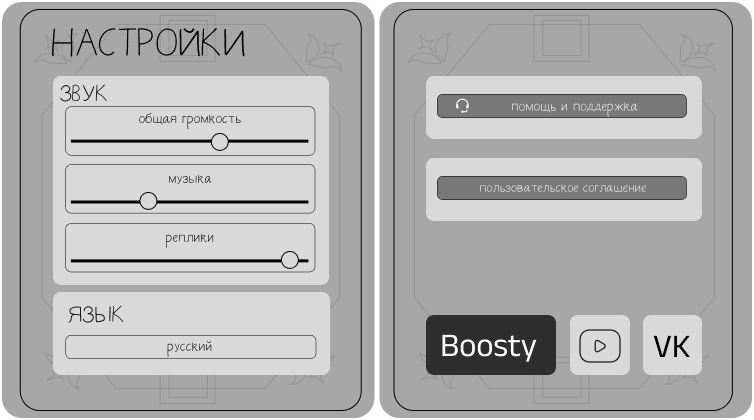 НАСТРОЙКИ
ЗВУК
общая громкость
музыка
реплики
ЯЗЫК
русский
помощь и поддержка
пользовательское соглашение
Boosty
VK